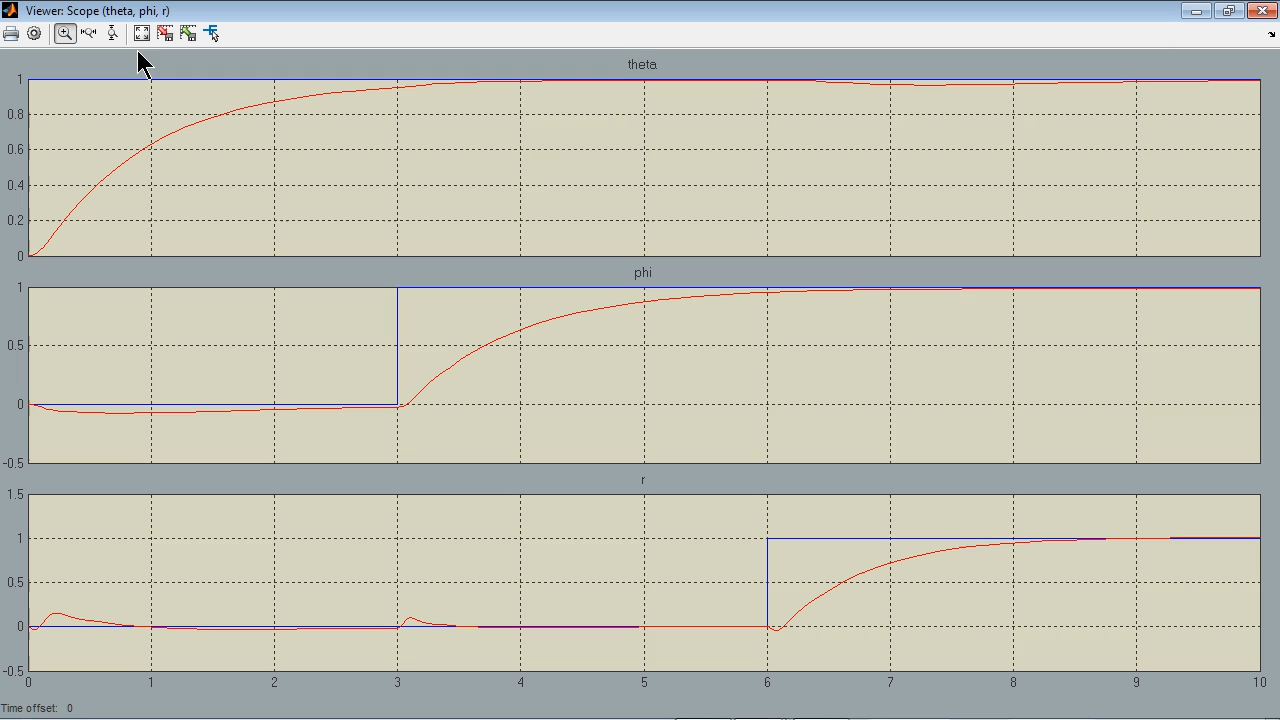 Viewer: Scope (theta, phi, r)
theta
1
0.8
0.6
0.4
0.2
0
phi
1
0.5
0
-0.5
r
1.5
1
0.5
0
-0.5
0 1 2 3 4 5 6 7 8 9 10
Time offset: 0